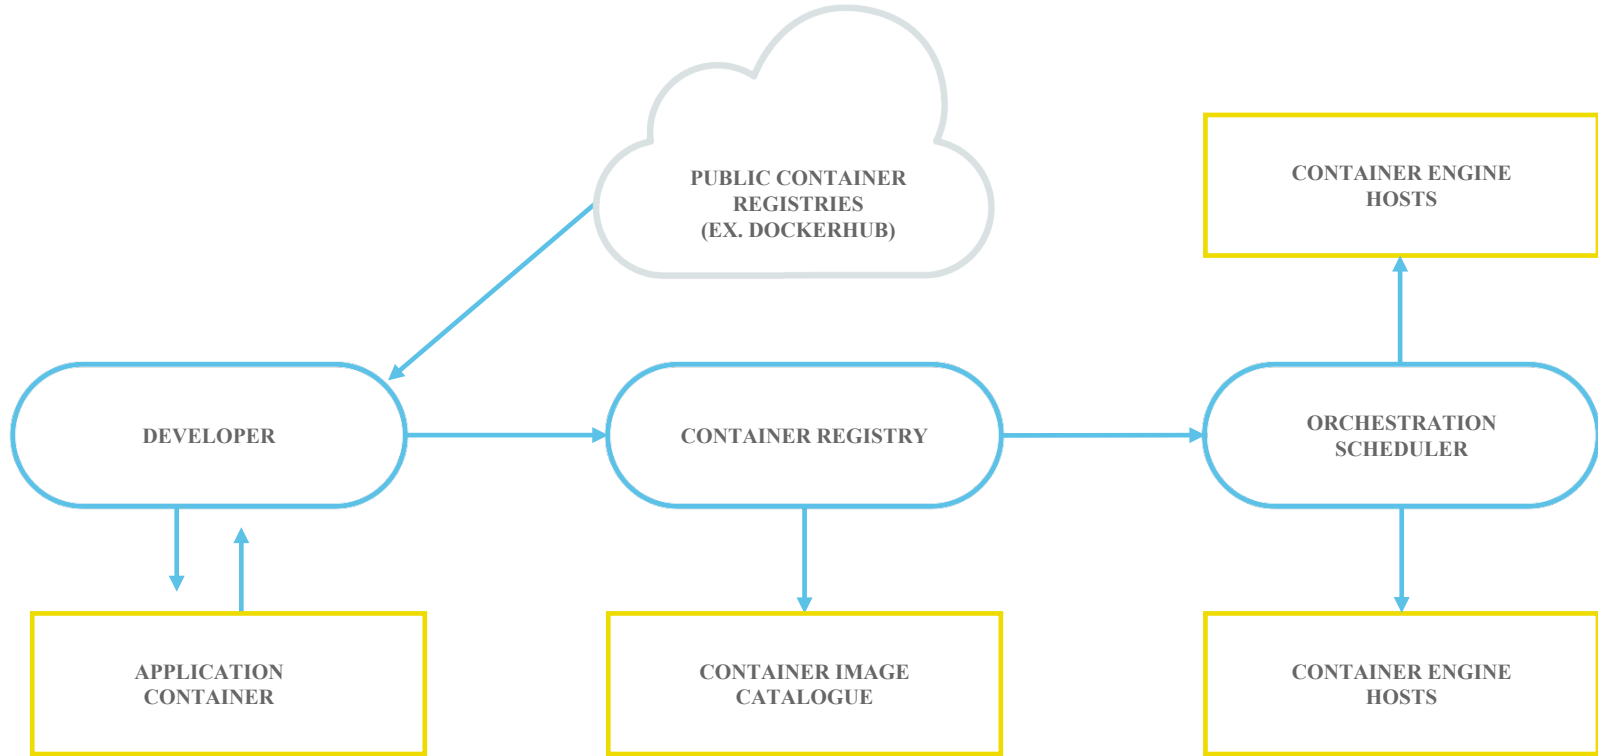 PUBLIC CONTAINER
REGISTRIES
(EX. DOCKERHUB)
CONTAINER ENGINE
HOSTS
DEVELOPER
CONTAINER REGISTRY
ORCHESTRATION
SCHEDULER
APPLICATION
CONTAINER
CONTAINER IMAGE
CATALOGUE
CONTAINER ENGINE
HOSTS